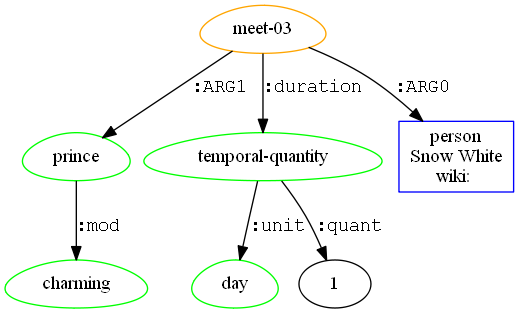 meet-03
:ARG1
:duration
:ARG0
prince
temporal-quantity
person
Snow White
wiki:
:mod
:unit
:quant
charming
day
1